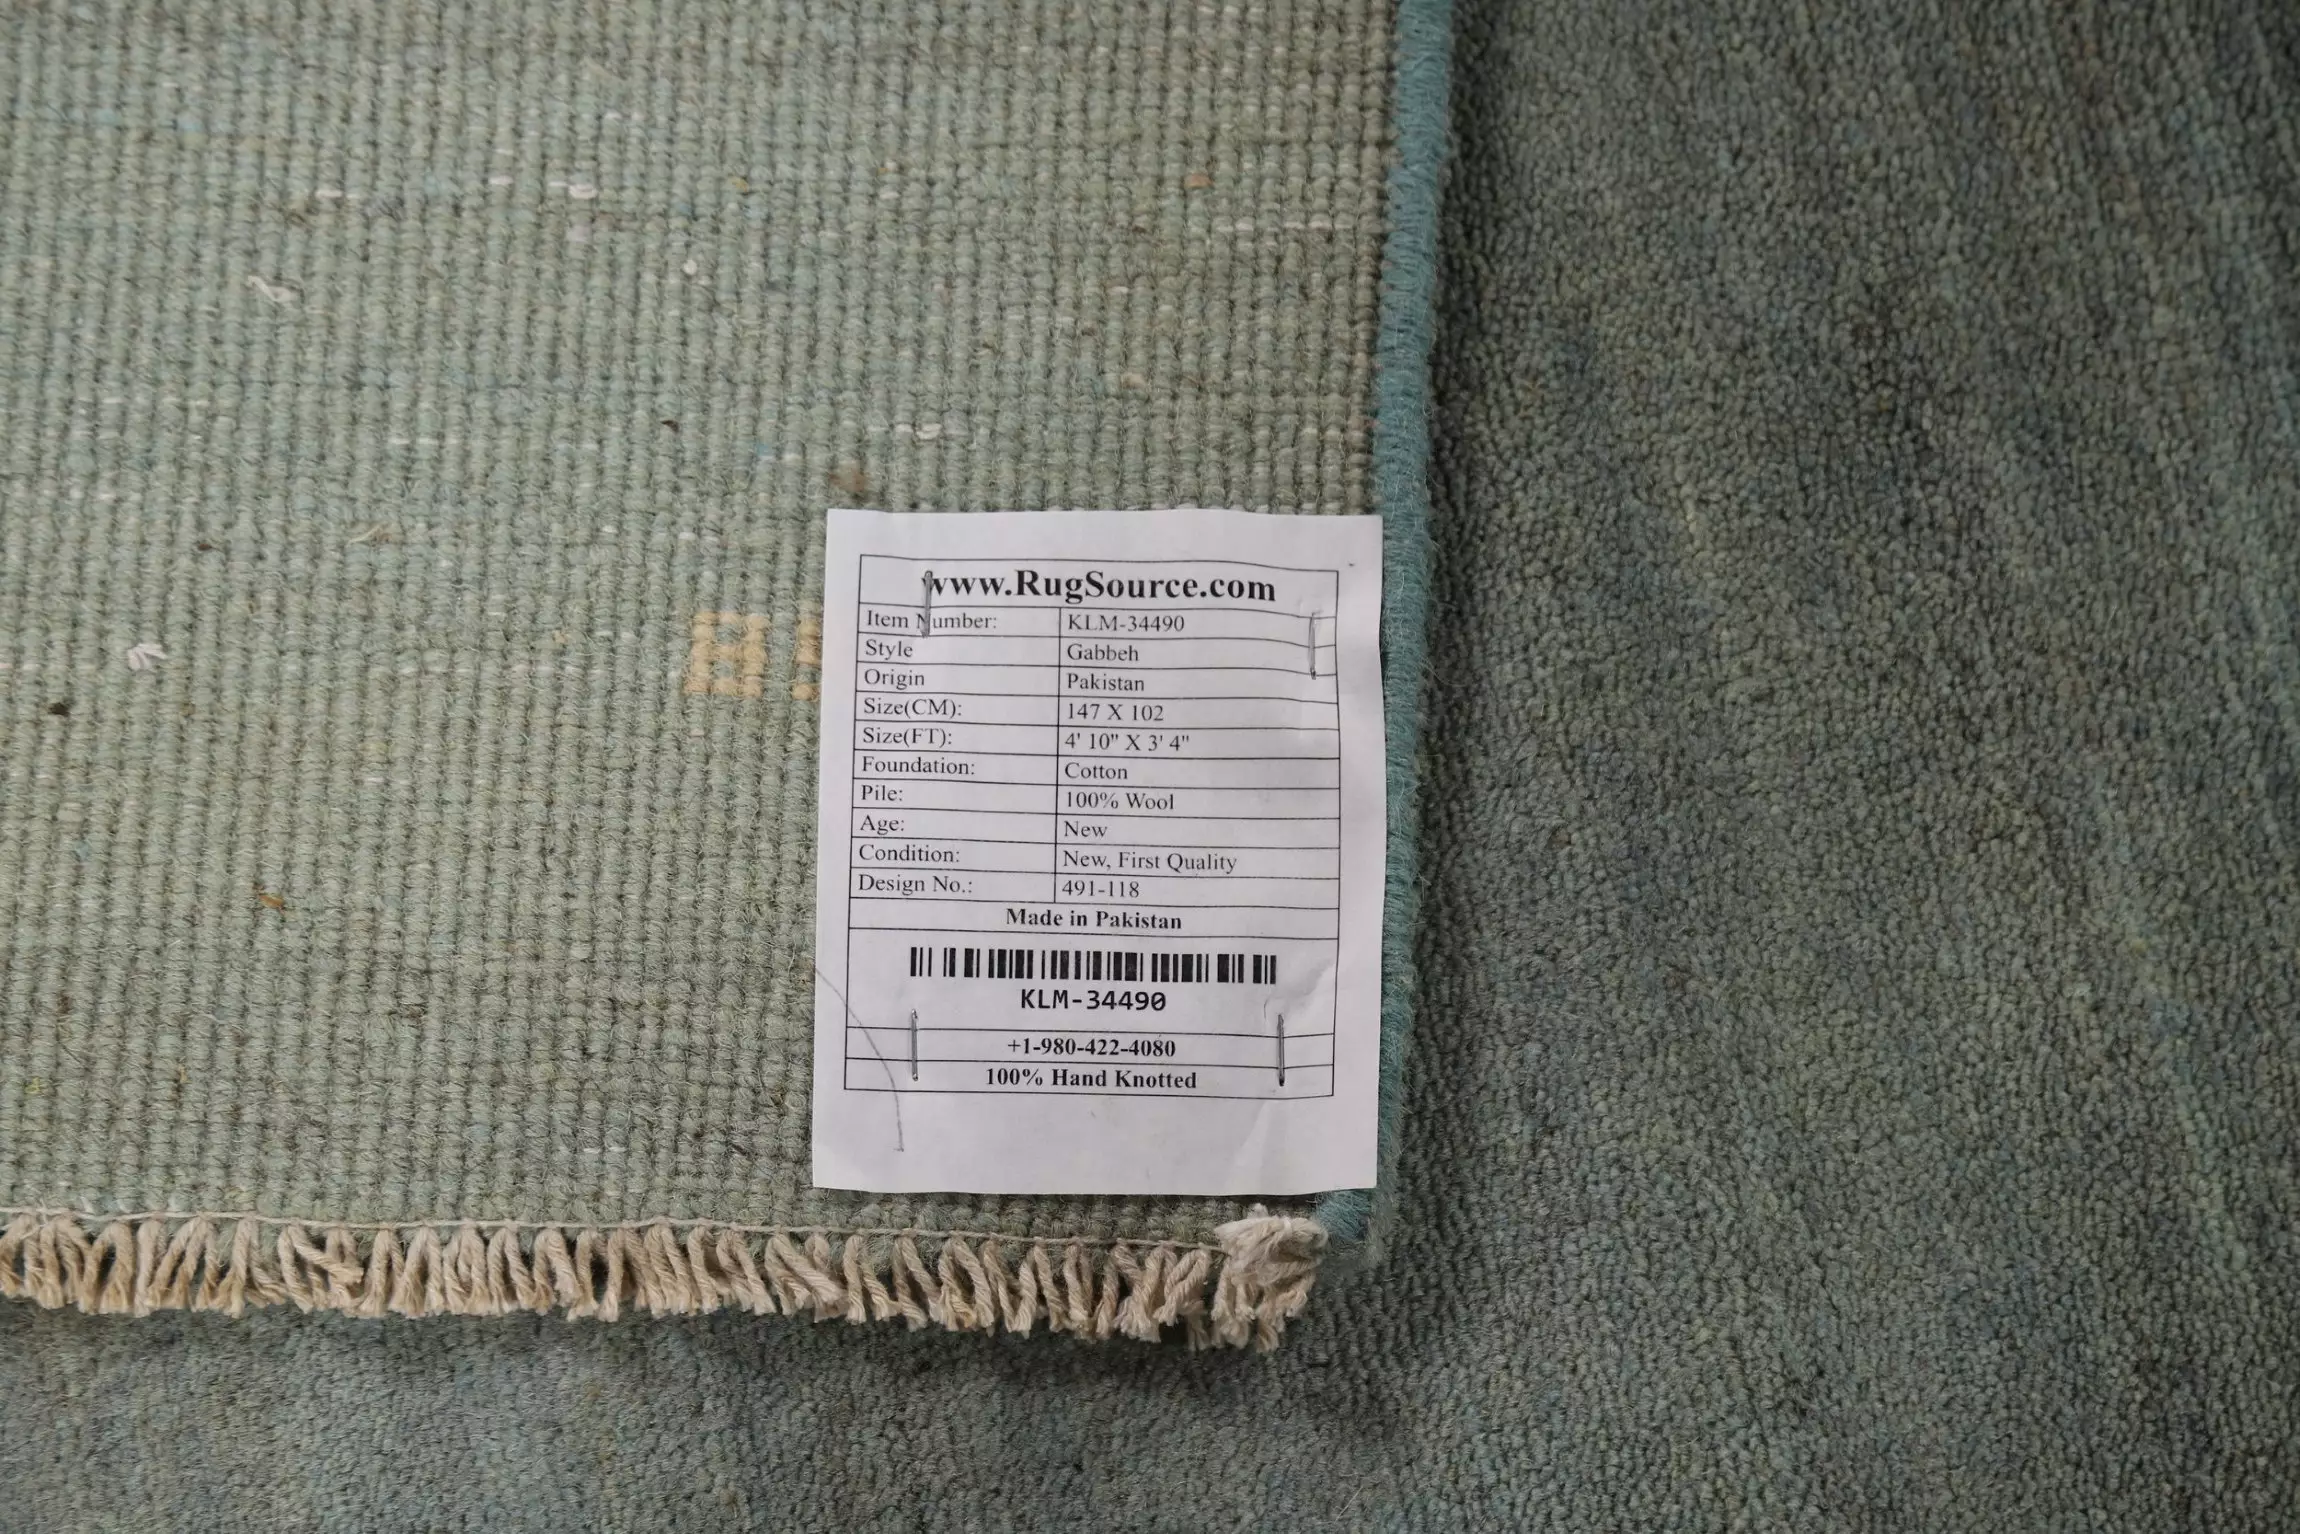 www.RugSource.com
Item Number: KLM-34490
Style Gabbeh
Origin Pakistan
Size(CM): 147 X 102
Size(FT): 4' 10" X 3' 4"
Foundation: Cotton
Pile: 100% Wool
Age: New
Condition: New, First Quality
Design No.: 491-118
Made in Pakistan
KLM-34490
+1-980-422-4080
100% Hand Knotted